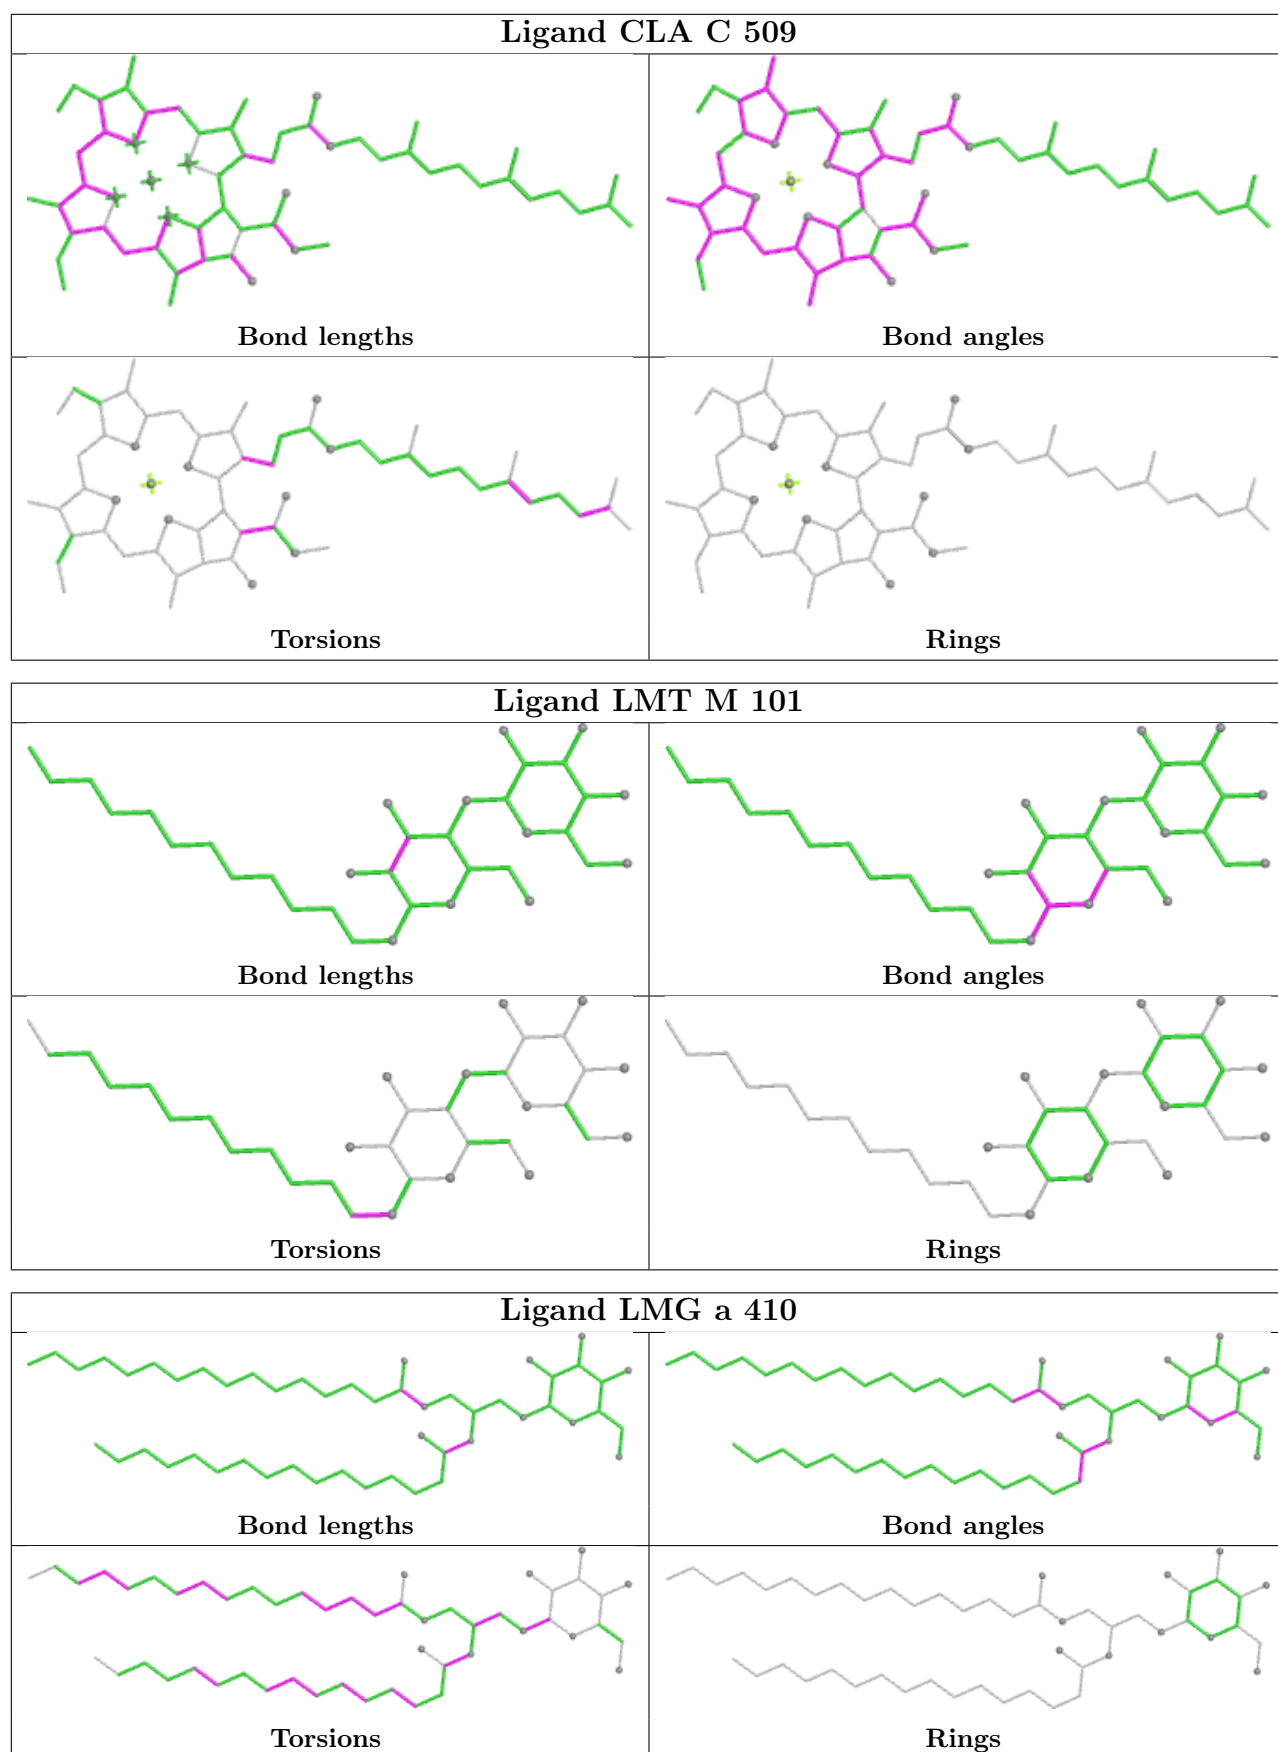 Ligand CLA C 509
Bond lengths
Bond angles
Torsions
Rings
Ligand LMT M 101
Bond lengths
Bond angles
Torsions
Rings
Ligand LMG a 410
Bond lengths
Bond angles
Torsions
Rings